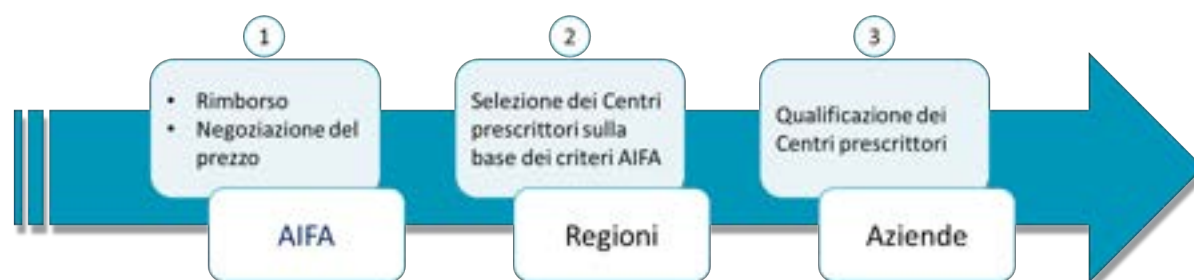 1
• Rimborso
• Negoziazione del
prezzo
AIFA
2
Selezione dei Centri
prescrittori sulla
base dei criteri AIFA
Regioni
3
Qualificazione dei
Centri prescrittori
Aziende